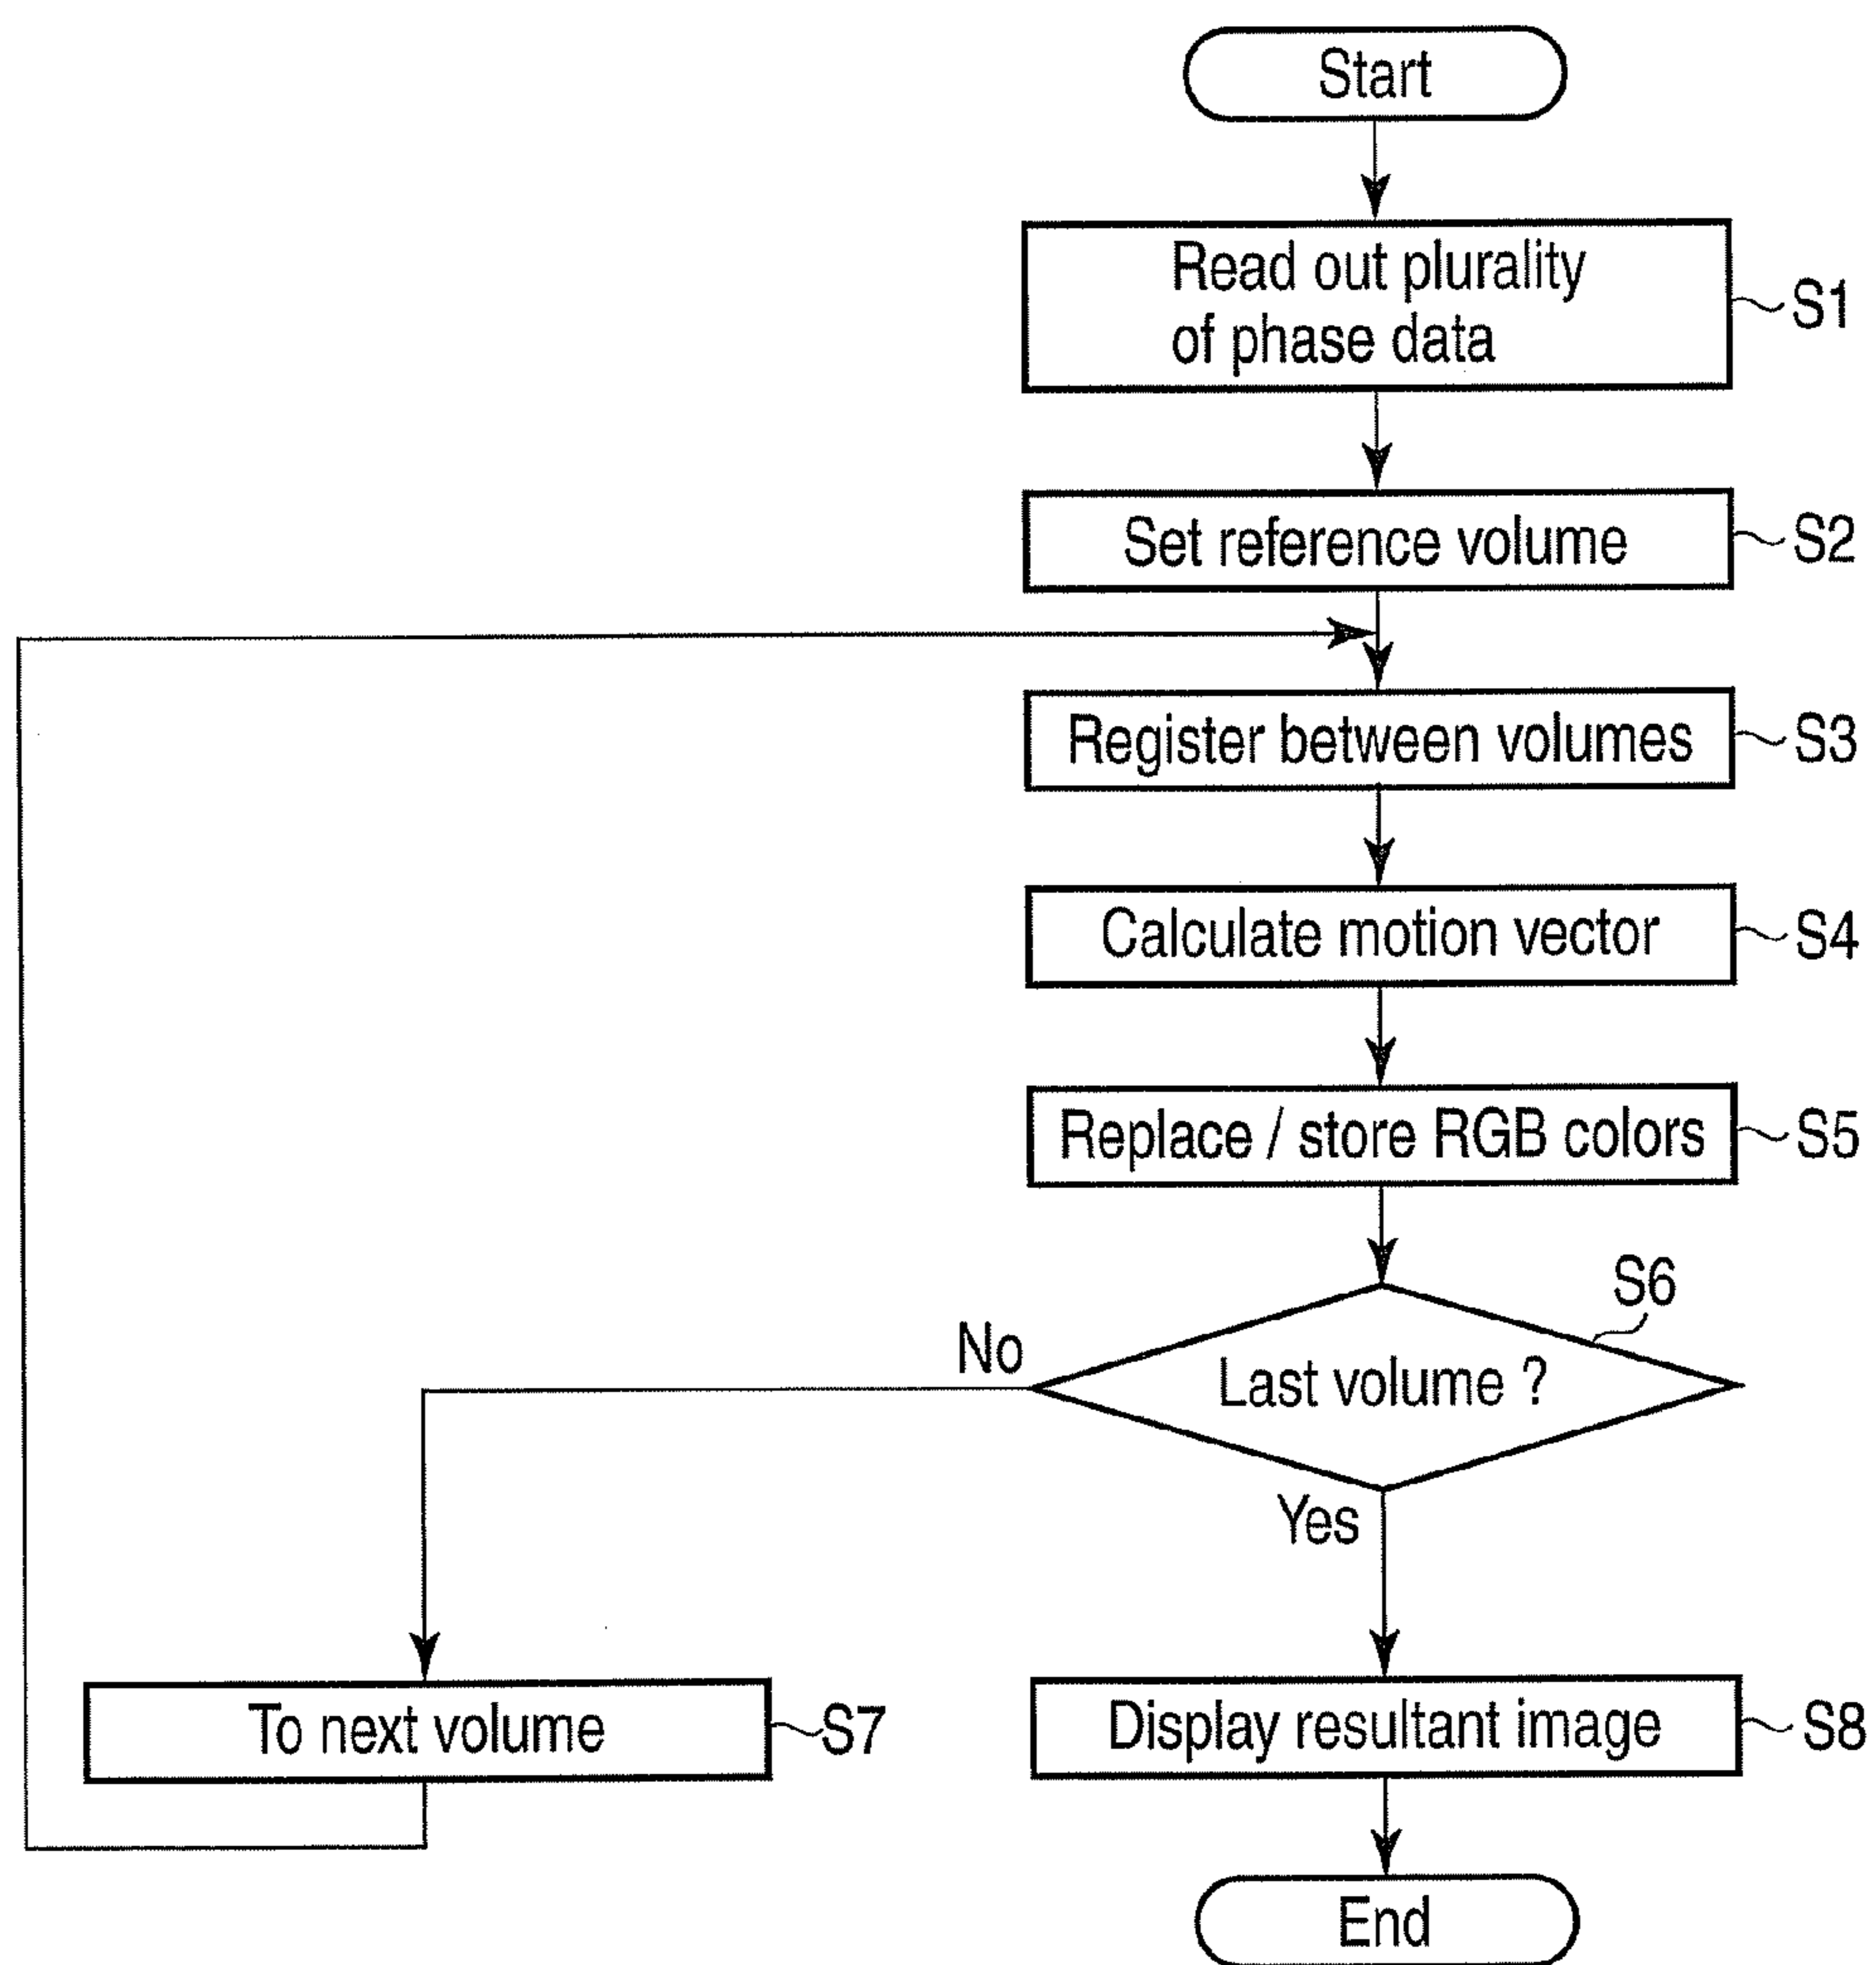 Start
Read out plurality
of phase data
S1
Set reference volume
S2
Register between volumes
S3
Calculate motion vector
S4
Replace / store RGB colors
S5
S6
Last volume ?
No
Yes
To next volume
S7
Display resultant image
S8
End